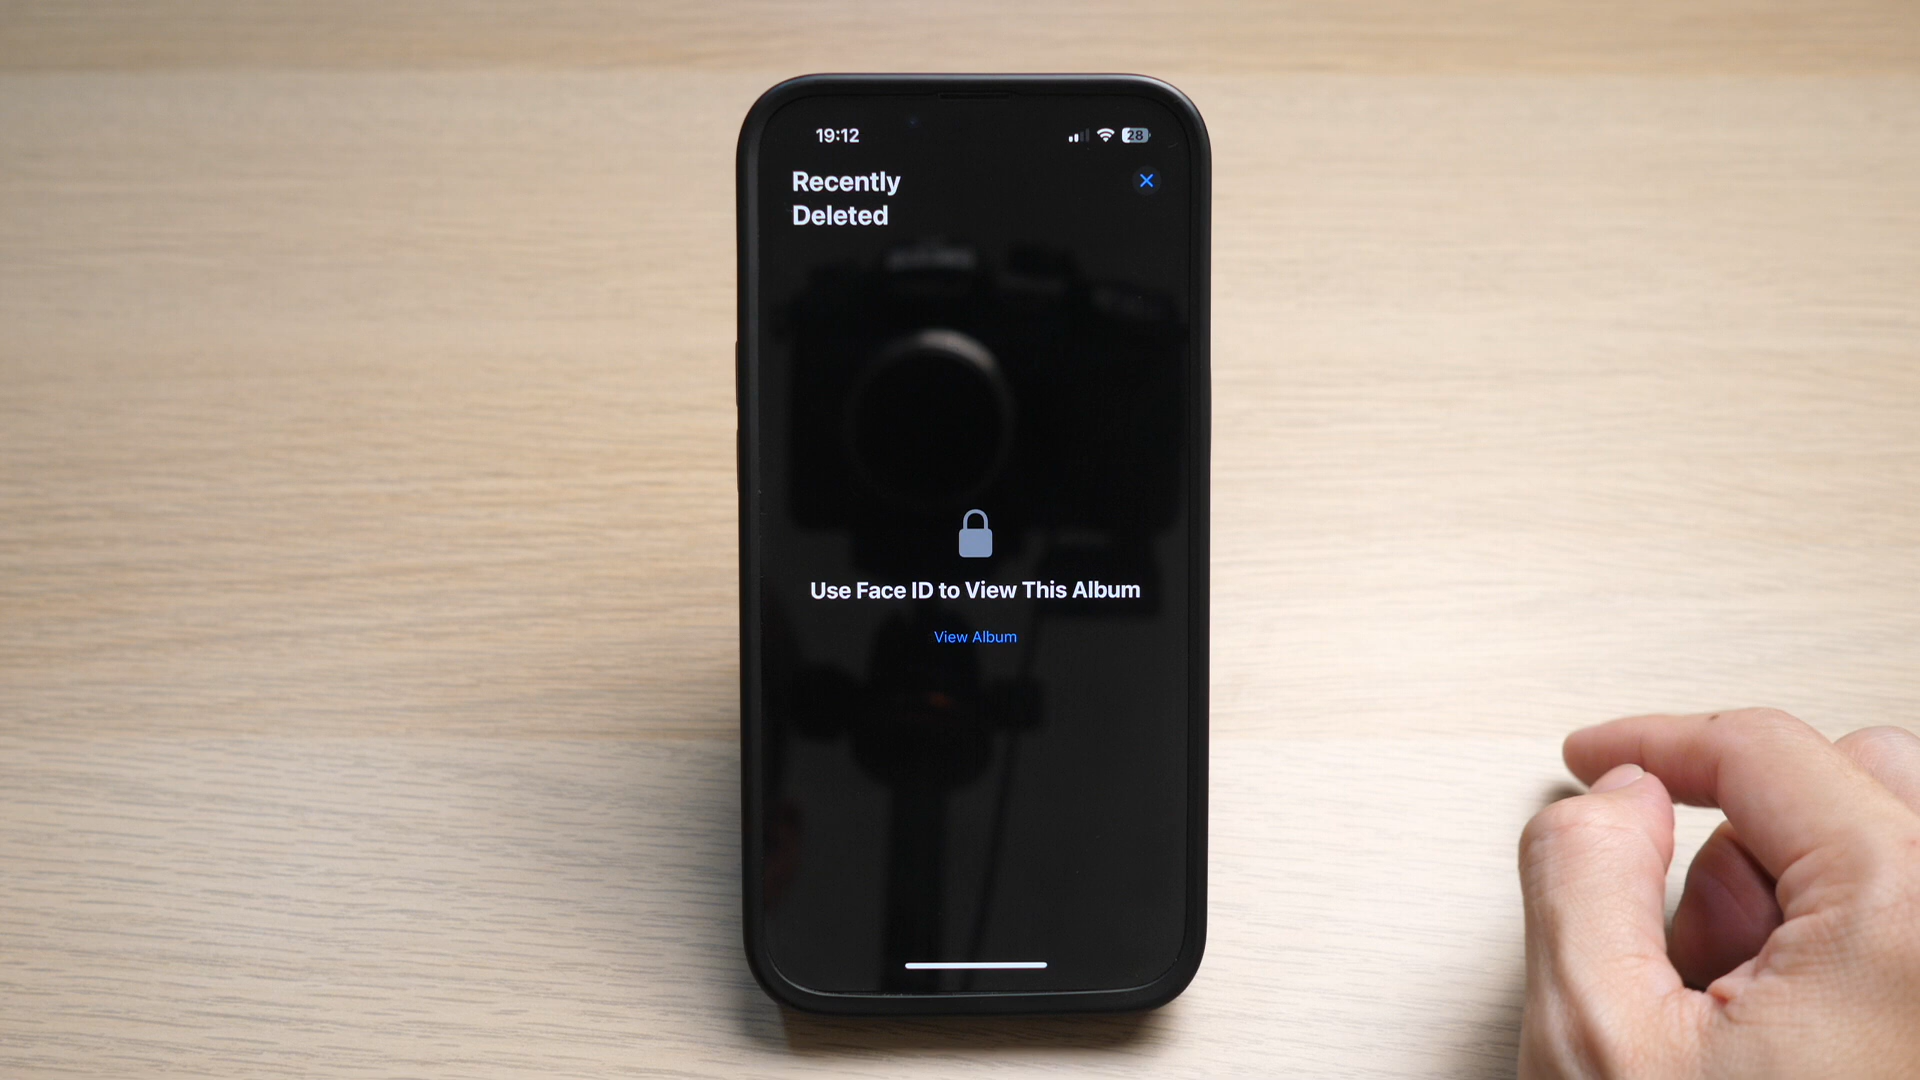 19:12
28
Recently
Deleted
Use Face ID to View This Album
View Album